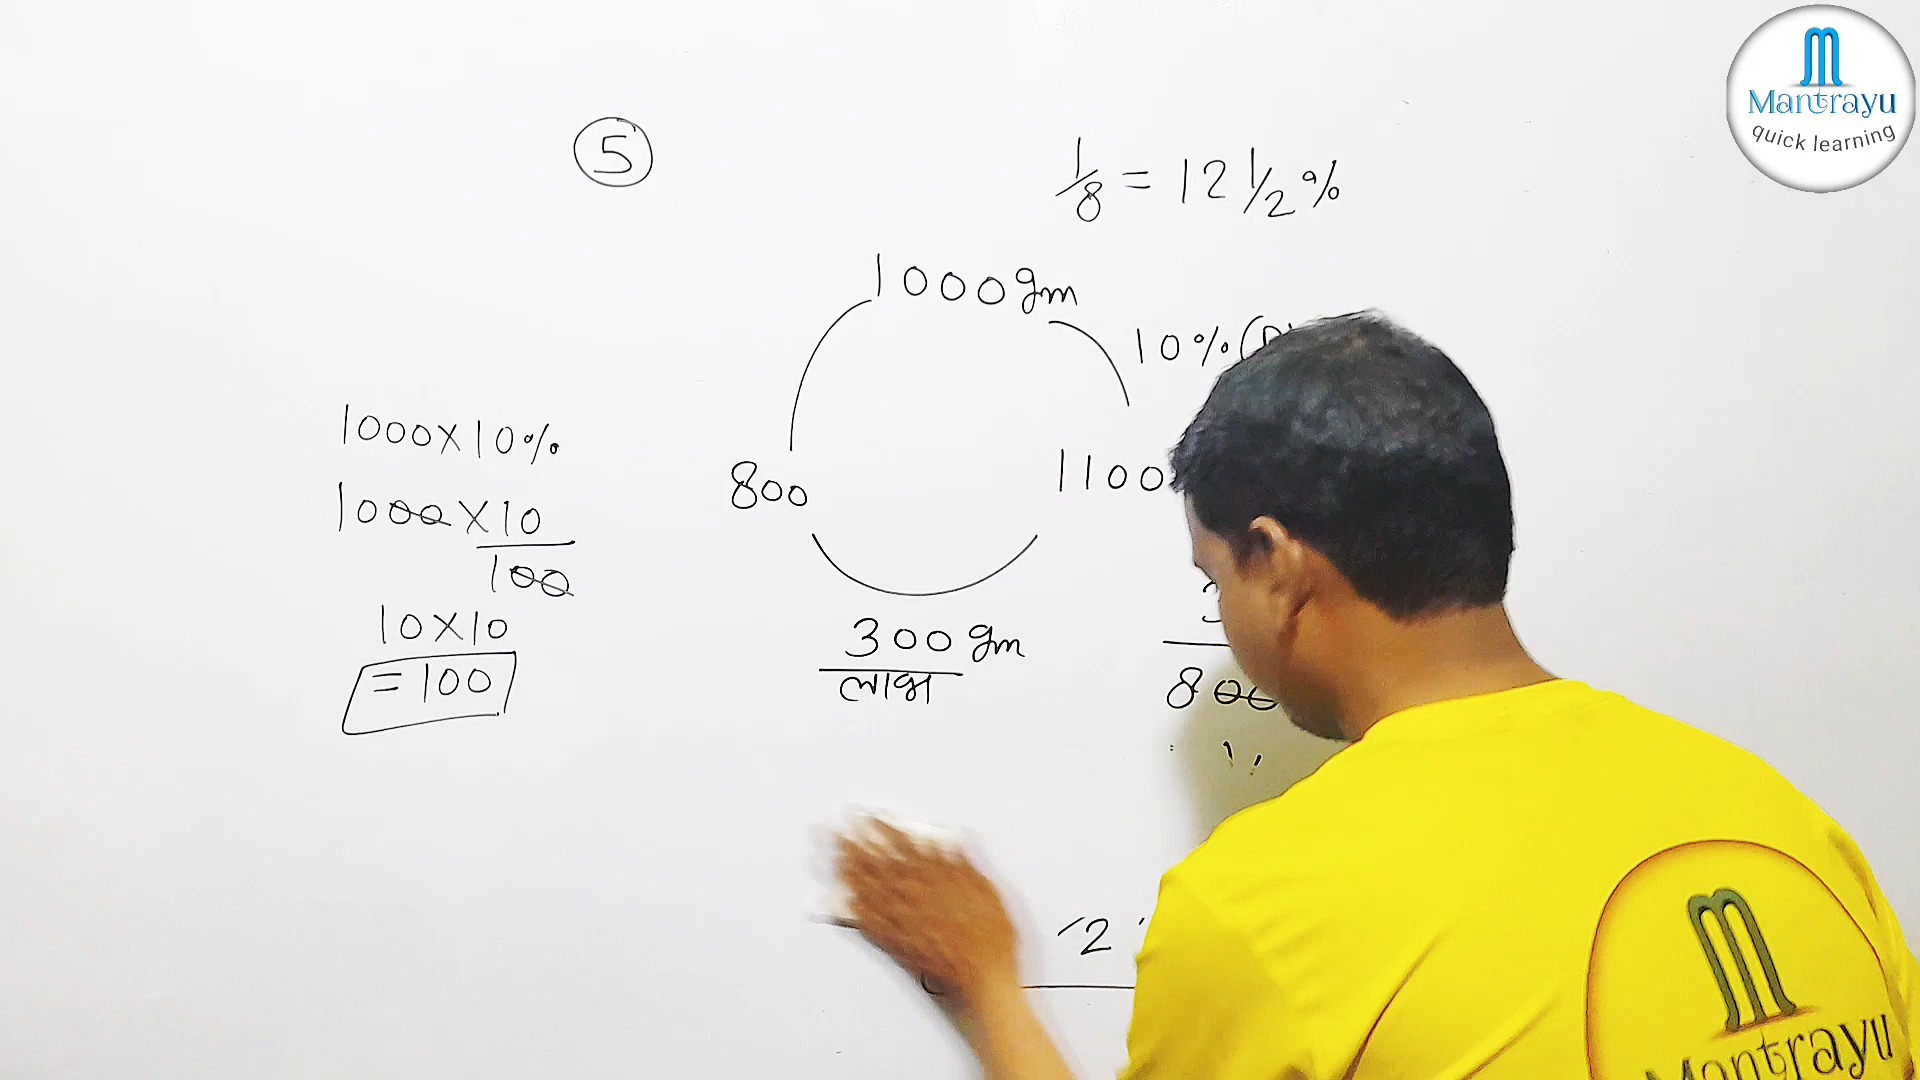 5
1/8 = 12 1/2 %
1000 gm
10% (
1000 X 10%
1000 X 10
100
10 X 10
= 100
800
1100
300 gm
लाभ
800
2
m
Mantrayu
quick learning
m
Mantrayu